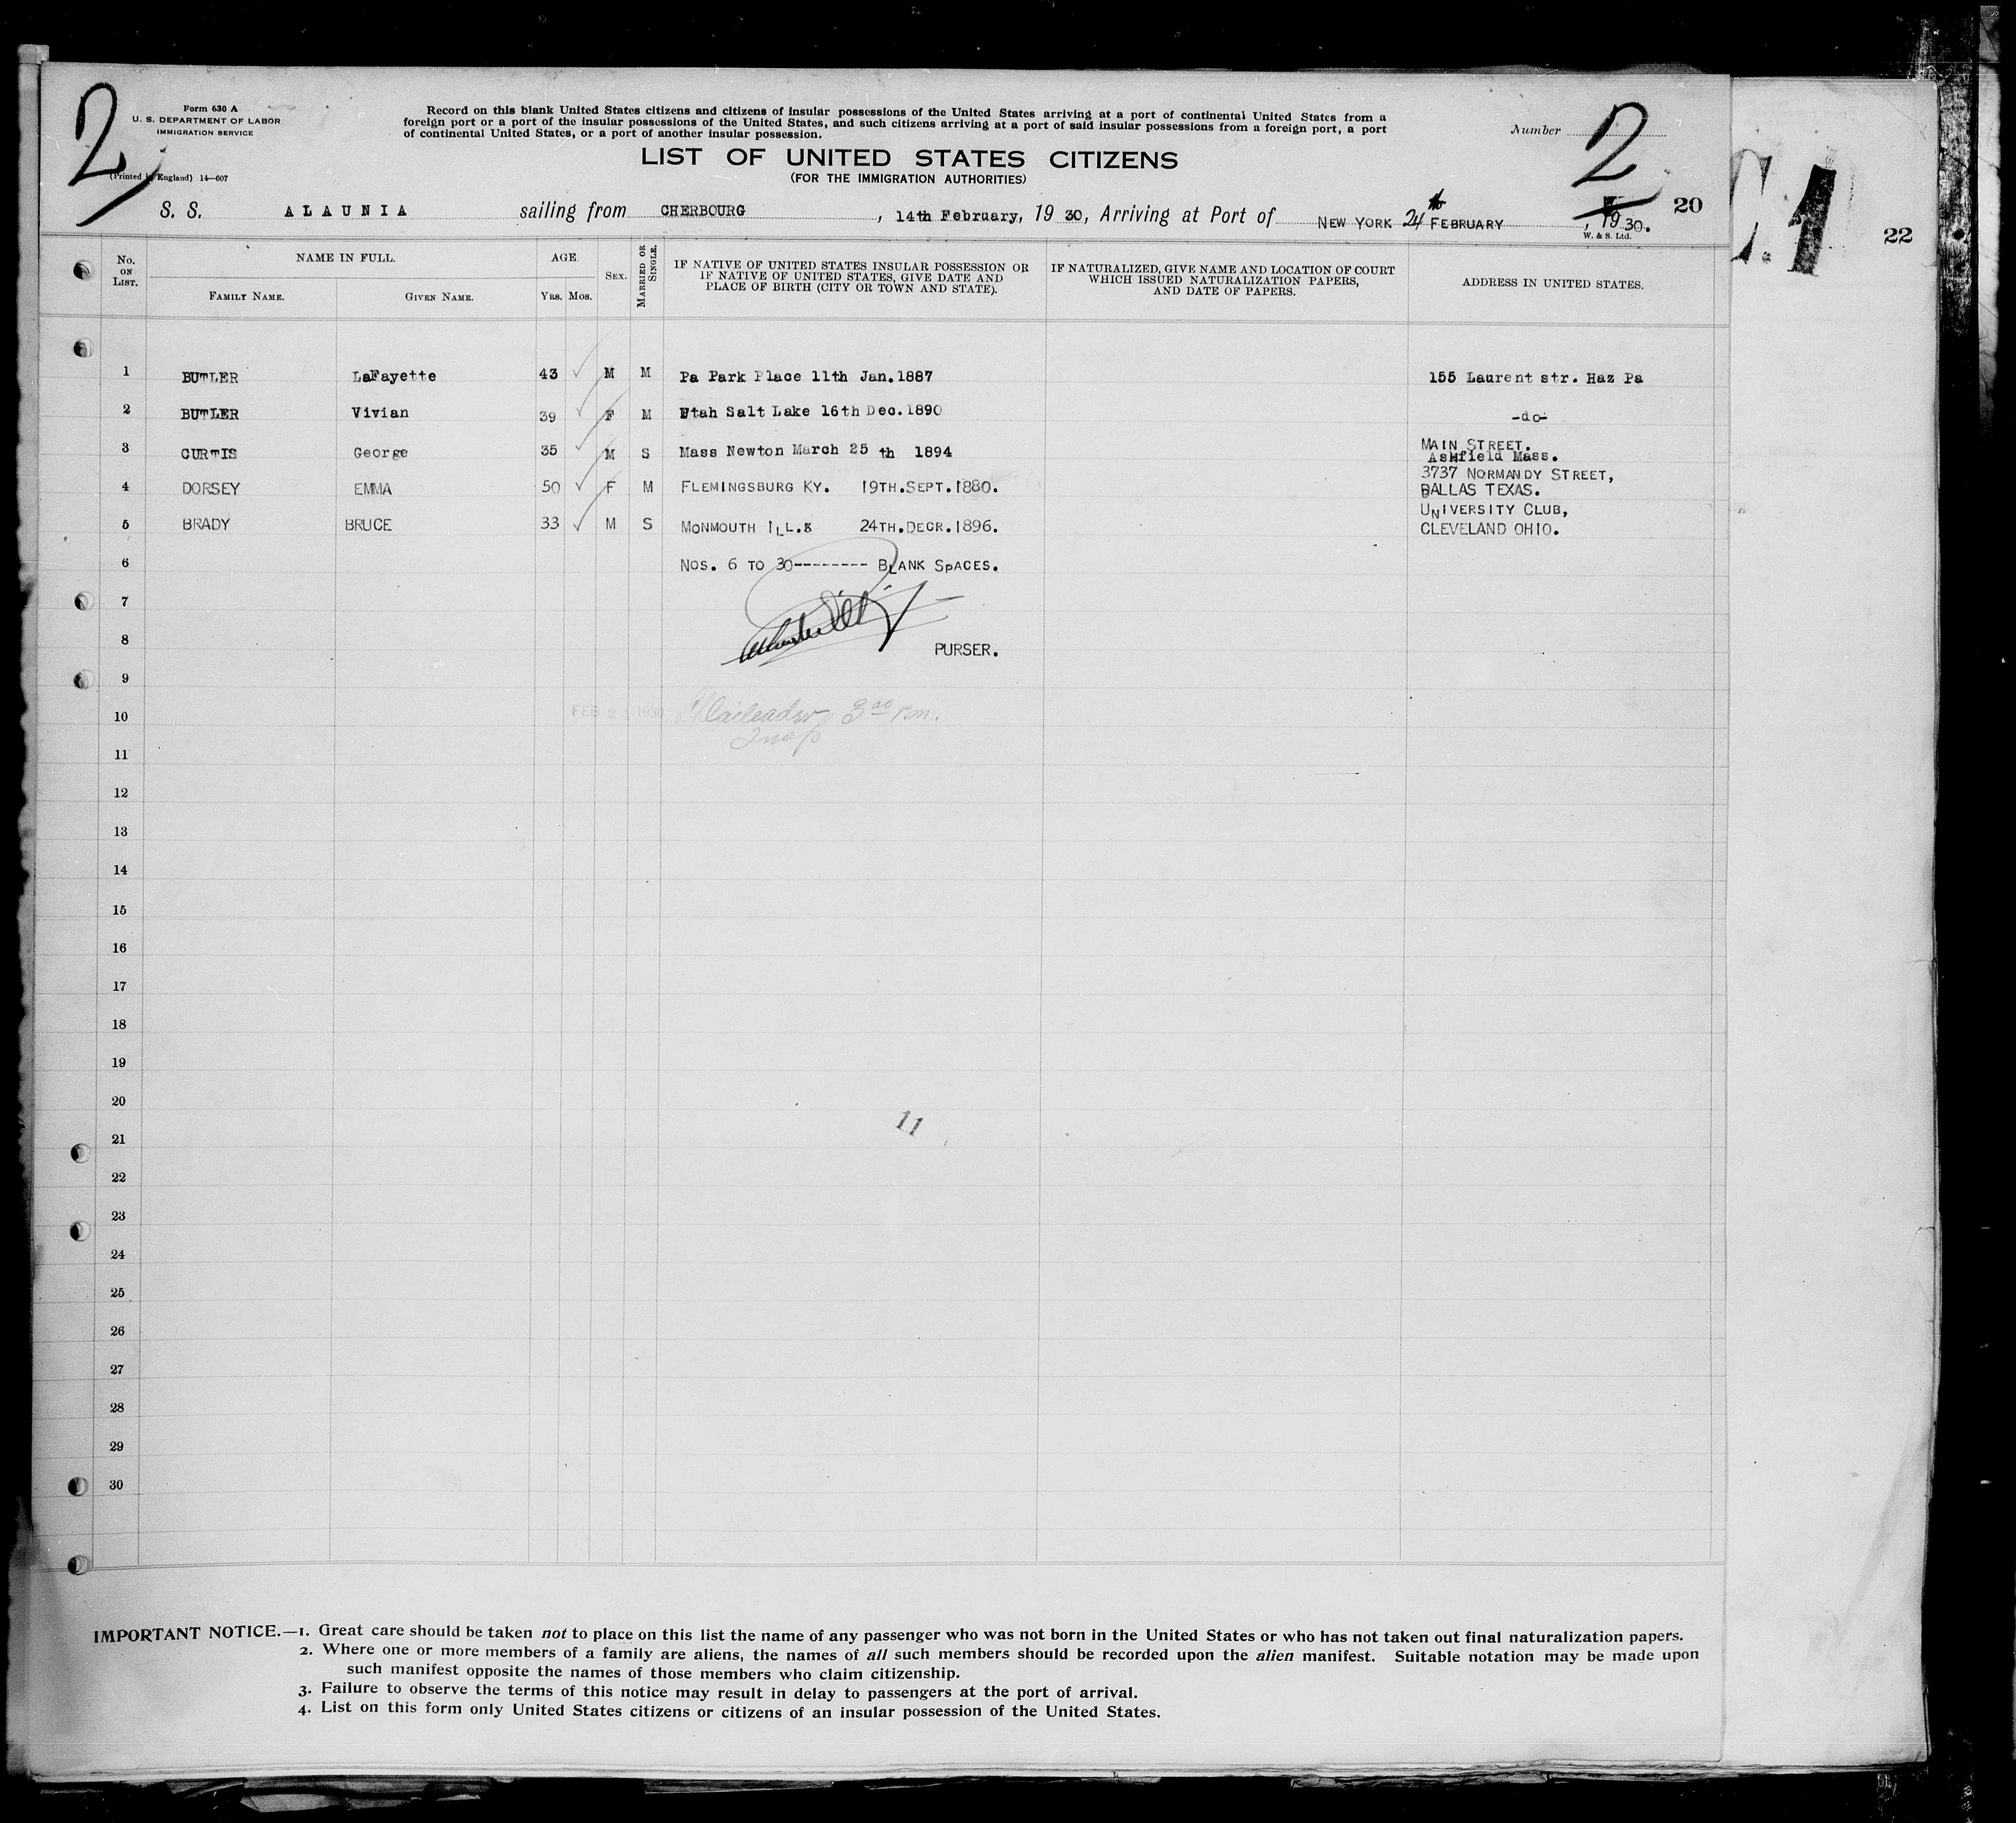 2
Form 630 A
U. S. DEPARTMENT OF LABOR
IMMIGRATION SERVICE
(Printed in England) 14—607
Record on this blank United States citizens and citizens of insular possessions of the United States arriving at a port of continental United States from a
foreign port or a port of the insular possessions of the United States, and such citizens arriving at a port of said insular possessions from a foreign port, a port
of continental United States, or a port of another insular possession.
Number 2
LIST OF UNITED STATES CITIZENS
(FOR THE IMMIGRATION AUTHORITIES)
S. S. ALAUNIA sailing from CHERBOURG, 14th February, 19 30, Arriving at Port of NEW YORK 24th FEBRUARY, 19 30.
20
W. & S. Ltd.
1
22
No. ON LIST.
NAME IN FULL.
FAMILY NAME. GIVEN NAME.
AGE.
YRS. MOS.
SEX.
MARRIED OR SINGLE.
IF NATIVE OF UNITED STATES INSULAR POSSESSION OR
IF NATIVE OF UNITED STATES, GIVE DATE AND
PLACE OF BIRTH (CITY OR TOWN AND STATE).
IF NATURALIZED, GIVE NAME AND LOCATION OF COURT
WHICH ISSUED NATURALIZATION PAPERS,
AND DATE OF PAPERS.
ADDRESS IN UNITED STATES.
1 BUTLER LaFayette 43 M M Pa Park Place 11th Jan.1887 155 Laurent str. Haz Pa
2 BUTLER Vivian 39 F M Utah Salt Lake 16th Dec.1890 -do-
3 CURTIS George 35 M S Mass Newton March 25 th 1894 MAIN STREET.
Ashfield Mass.
4 DORSEY EMMA 50 F M FLEMINGSBURG KY. 19TH.SEPT.1880. 3737 NORMANDY STREET,
DALLAS TEXAS.
5 BRADY BRUCE 33 M S MONMOUTH ILL. 24TH.DECR.1896. UNIVERSITY CLUB,
CLEVELAND OHIO.
6 NOS. 6 TO 30-------- BLANK SPACES.
7
8 PURSER.
9
10 FEB 1930 3 00 P.m.
11
12
13
14
15
16
17
18
19
20
11
21
22
23
24
25
26
27
28
29
30
IMPORTANT NOTICE.—1. Great care should be taken not to place on this list the name of any passenger who was not born in the United States or who has not taken out final naturalization papers.
2. Where one or more members of a family are aliens, the names of all such members should be recorded upon the alien manifest. Suitable notation may be made upon
such manifest opposite the names of those members who claim citizenship.
3. Failure to observe the terms of this notice may result in delay to passengers at the port of arrival.
4. List on this form only United States citizens or citizens of an insular possession of the United States.